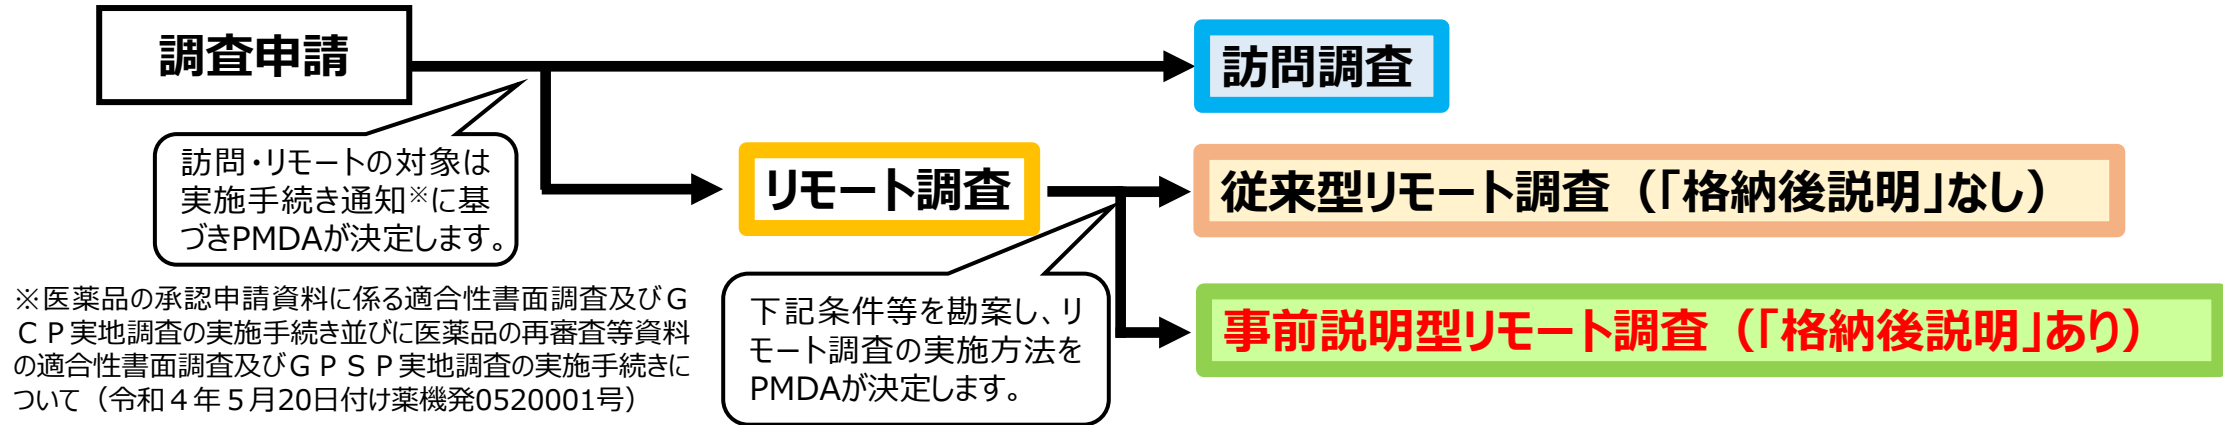 調査申請
訪問調査
訪問・リモートの対象は
実施手続き通知※に基
づきPMDAが決定します。
リモート調査
従来型リモート調査（「格納後説明」なし）
※医薬品の承認申請資料に係る適合性書面調査及びＧ
ＣＰ実地調査の実施手続き並びに医薬品の再審査等資料
の適合性書面調査及びＧＰＳＰ実地調査の実施手続きに
ついて（令和４年５月20日付け薬機発0520001号）
下記条件等を勘案し、リ
モート調査の実施方法を
PMDAが決定します。
事前説明型リモート調査（「格納後説明」あり）